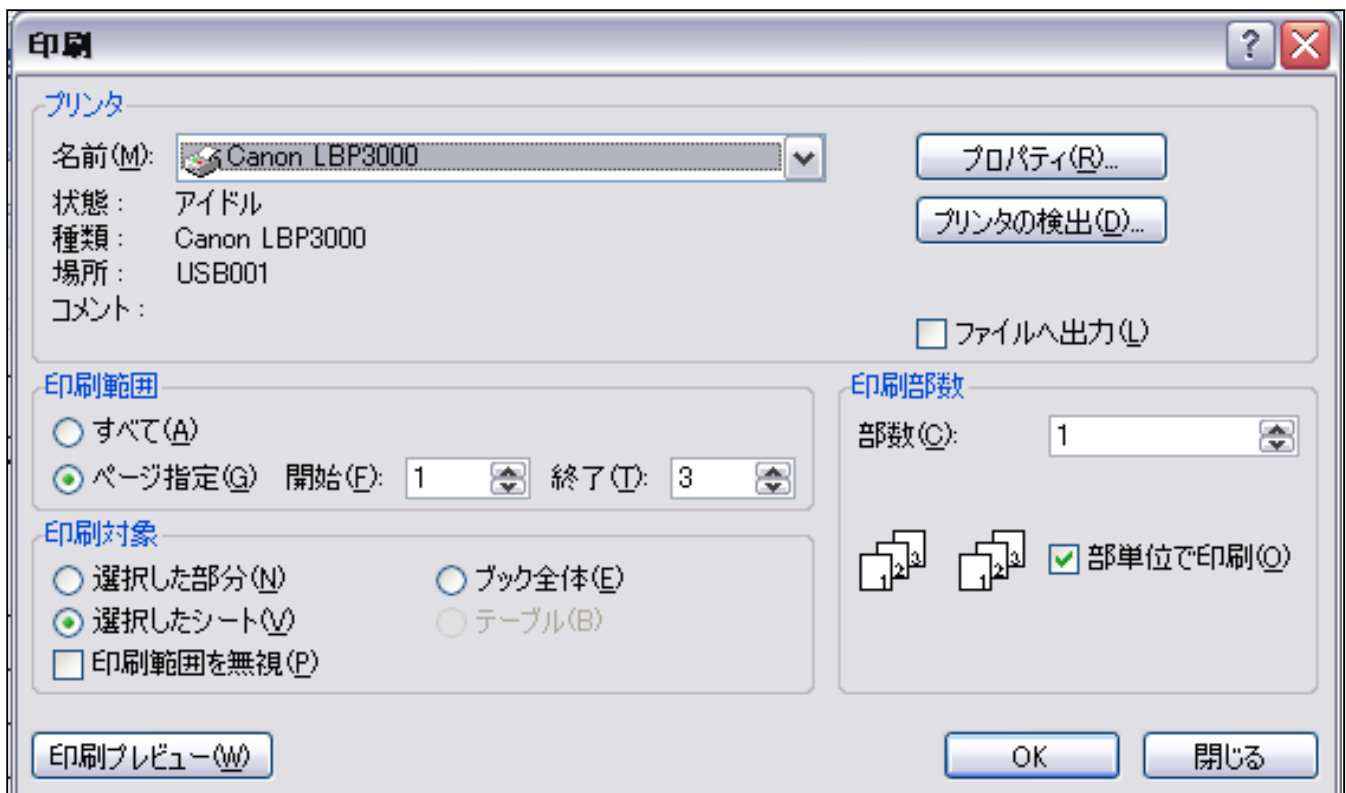 印刷
プリンタ
名前(M): Canon LBP3000 プロパティ(R)...
状態 : アイドル プリンタの検出(D)...
種類 : Canon LBP3000
場所 : USB001
コメント :
ファイルへ出力(L)
印刷範囲
すべて(A)
ページ指定(G) 開始(F): 1 終了(T): 3
印刷部数
部数(C): 1
印刷対象
選択した部分(N) ブック全体(E)
選択したシート(V) テーブル(B)
印刷範囲を無視(P)
1 2 3 1 2 3 部単位で印刷(O)
印刷プレビュー(W) OK 閉じる